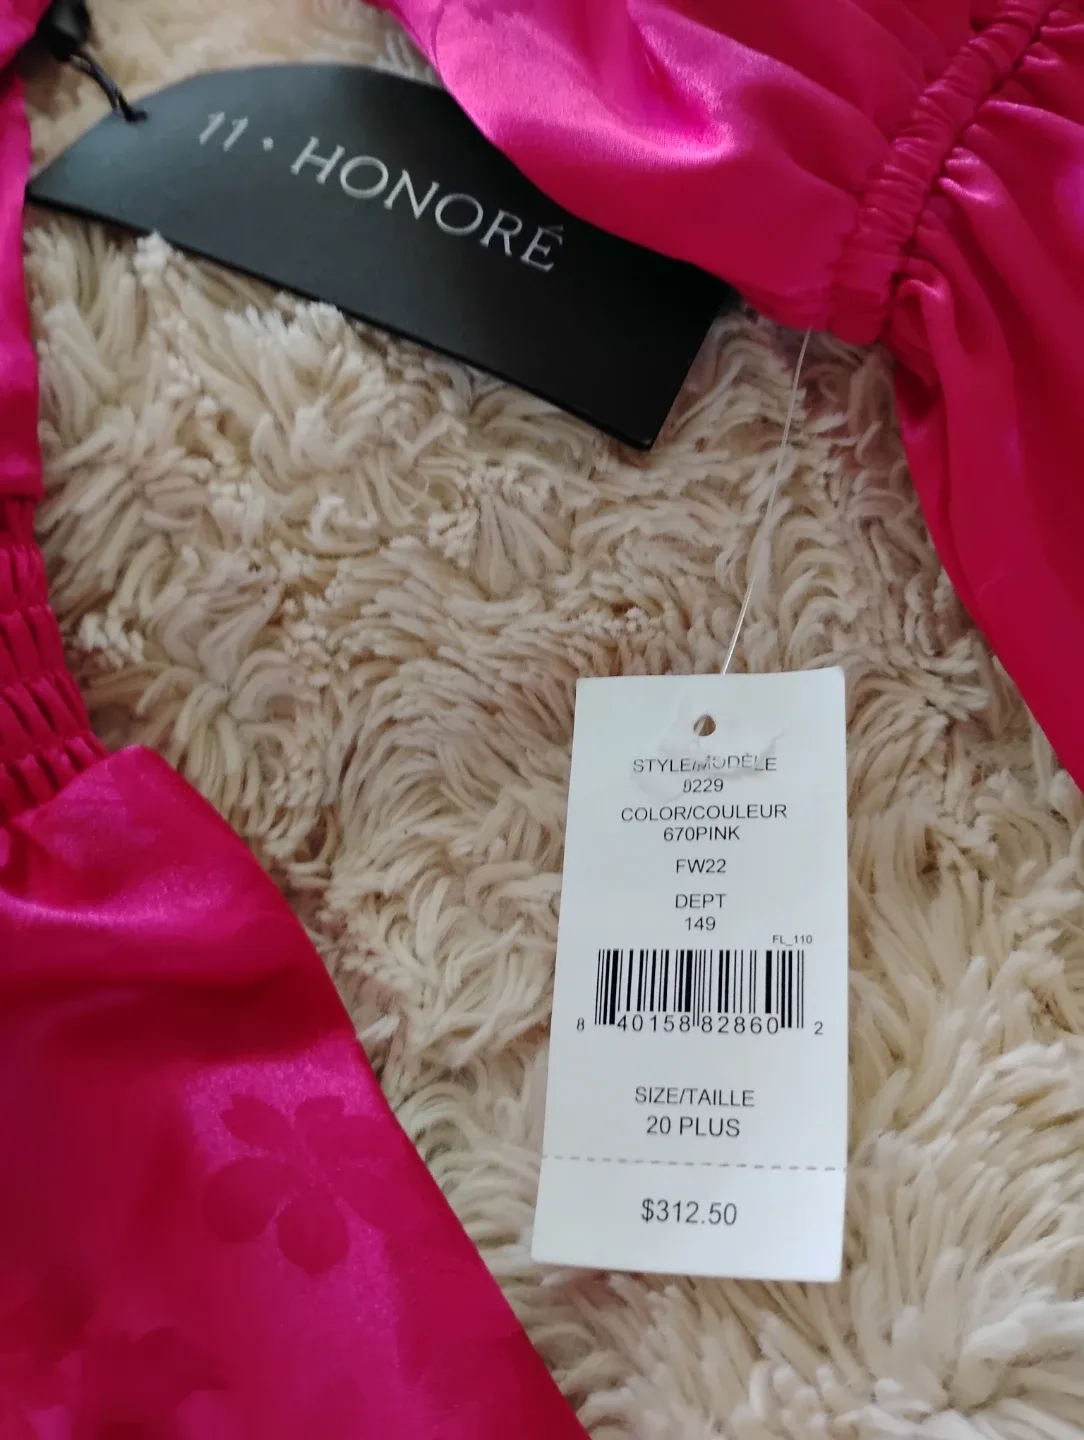 11 • HONORÉ
STYLE/MODÈLE
9229
COLOR/COULEUR
670PINK
FW22
DEPT
149
FL_110
8 40158 82860 2
SIZE/TAILLE
20 PLUS
$312.50